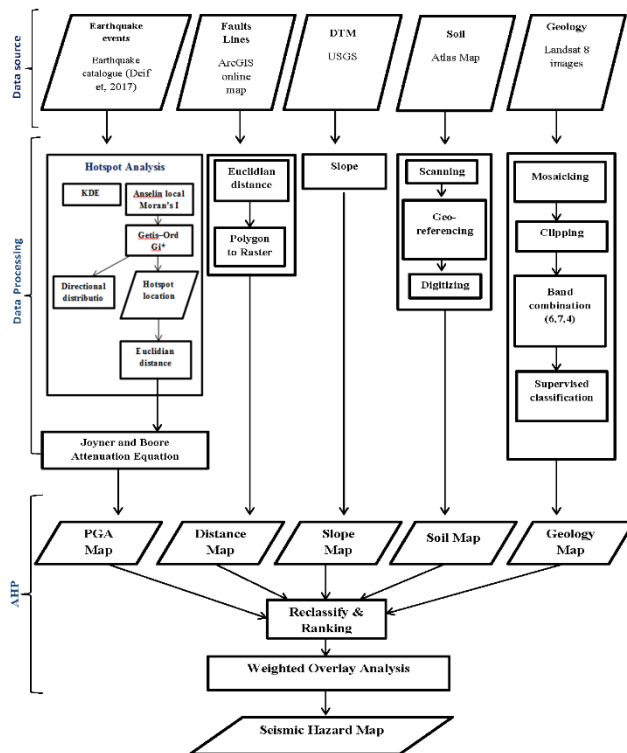 Data source
Earthquake
events
Earthquake
catalogue (Deif
et, 2017)
Faults
Lines
ArcGIS
online
map
DTM
USGS
Soil
Atlas Map
Geology
Landsat 8
images
Data Processing
Hotspot Analysis
KDE
Anselin local
Moran's I
Getis–Ord
Gi*
Directional
distributio
Hotspot
location
Euclidian
distance
Joyner and Boore
Attenuation Equation
Euclidian
distance
Polygon
to Raster
Slope
Scanning
Geo-
referencing
Digitizing
Mosaicking
Clipping
Band
combination
(6,7,4)
Supervised
classification
AHP
PGA
Map
Distance
Map
Slope
Map
Soil Map
Geology
Map
Reclassify &
Ranking
Weighted Overlay Analysis
Seismic Hazard Map